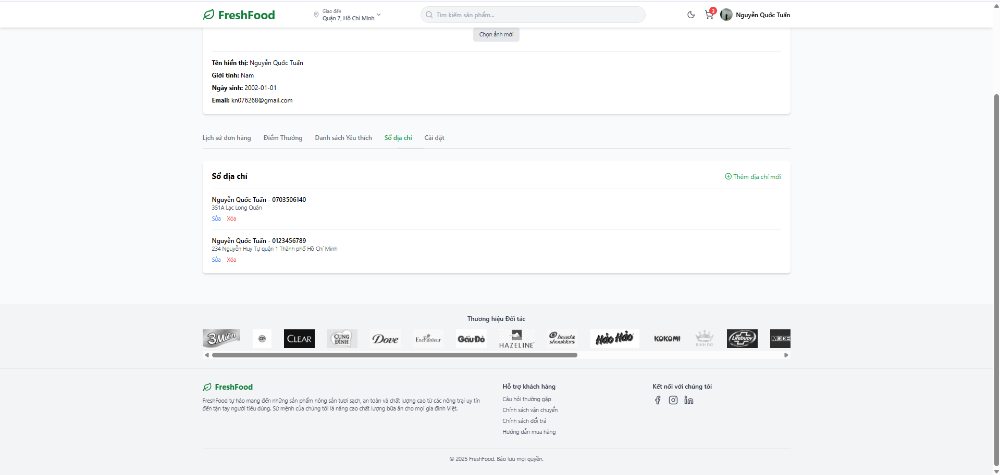 FreshFood
Giao đến
Quận 7, Hồ Chí Minh
Tìm kiếm sản phẩm...
3
Nguyễn Quốc Tuấn
Chọn ảnh mới
Tên hiển thị: Nguyễn Quốc Tuấn
Giới tính: Nam
Ngày sinh: 2002-01-01
Email: kn076268@gmail.com
Lịch sử đơn hàng
Điểm Thưởng
Danh sách Yêu thích
Sổ địa chỉ
Cài đặt
Sổ địa chỉ
Thêm địa chỉ mới
Nguyễn Quốc Tuấn - 0703506140
351A Lạc Long Quân
Sửa Xóa
Nguyễn Quốc Tuấn - 0123456789
234 Nguyễn Huy Tự quận 1 Thành phố Hồ Chí Minh
Sửa Xóa
Thương hiệu Đối tác
3 Miền
CP
CLEAR
CUNG ĐÌNH
Dove
Enchanteur
Gấu Đỏ
HAZELINE
head& shoulders
Hảo Hảo
KOKOMI
KINH DO
Lifebuoy
MODE
FreshFood
FreshFood tự hào mang đến những sản phẩm nông sản tươi sạch, an toàn và chất lượng cao từ các nông trại uy tín
đến tận tay người tiêu dùng. Sứ mệnh của chúng tôi là nâng cao chất lượng bữa ăn cho mọi gia đình Việt.
Hỗ trợ khách hàng
Câu hỏi thường gặp
Chính sách vận chuyển
Chính sách đổi trả
Hướng dẫn mua hàng
Kết nối với chúng tôi
© 2025 FreshFood. Bảo lưu mọi quyền.